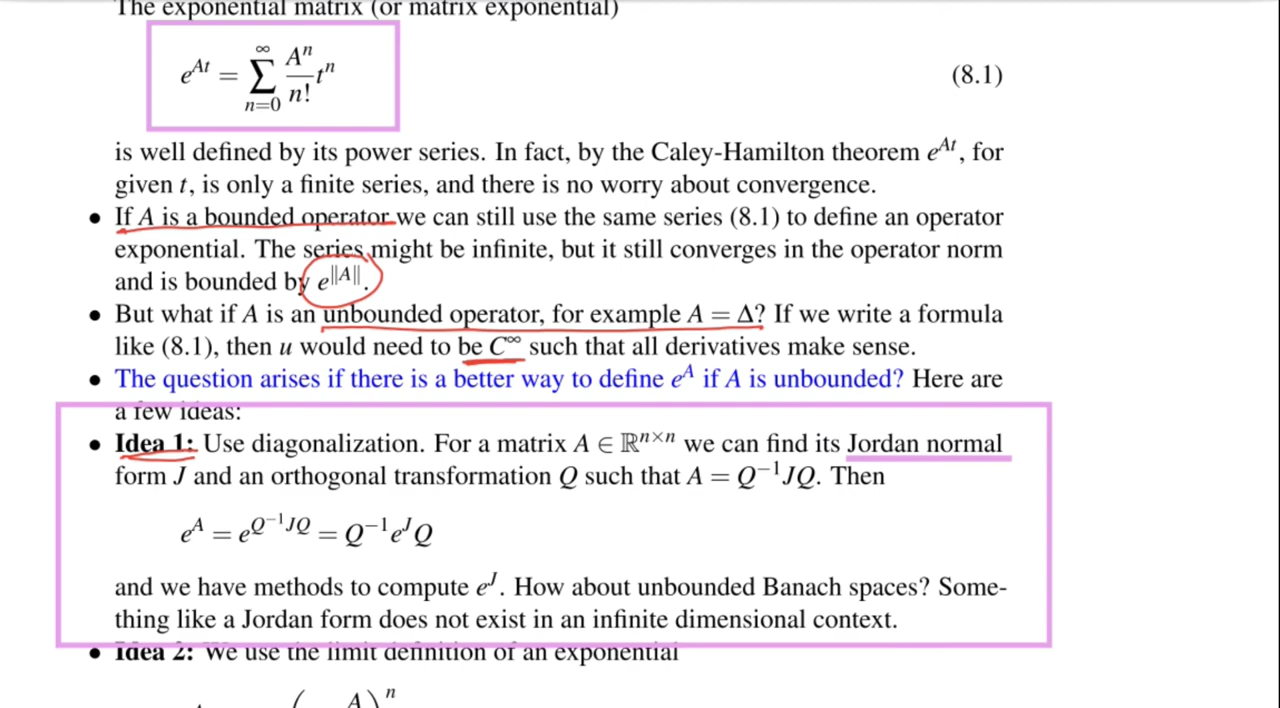 The exponential matrix (or matrix exponential)
e^{At} = \sum_{n=0}^{\infty} \frac{A^n}{n!} t^n (8.1)
is well defined by its power series. In fact, by the Caley-Hamilton theorem e^{At}, for
given t, is only a finite series, and there is no worry about convergence.
• If A is a bounded operator we can still use the same series (8.1) to define an operator
exponential. The series might be infinite, but it still converges in the operator norm
and is bounded by e^{||A||}.
• But what if A is an unbounded operator, for example A = Δ? If we write a formula
like (8.1), then u would need to be C^∞ such that all derivatives make sense.
• The question arises if there is a better way to define e^A if A is unbounded? Here are
a few ideas:
• Idea 1: Use diagonalization. For a matrix A ∈ ℝ^{n×n} we can find its Jordan normal
form J and an orthogonal transformation Q such that A = Q^{-1}JQ. Then
e^A = e^{Q^{-1}JQ} = Q^{-1}e^J Q
and we have methods to compute e^J. How about unbounded Banach spaces? Some-
thing like a Jordan form does not exist in an infinite dimensional context.
• Idea 2: We use the limit definition of an exponential
( A )^n